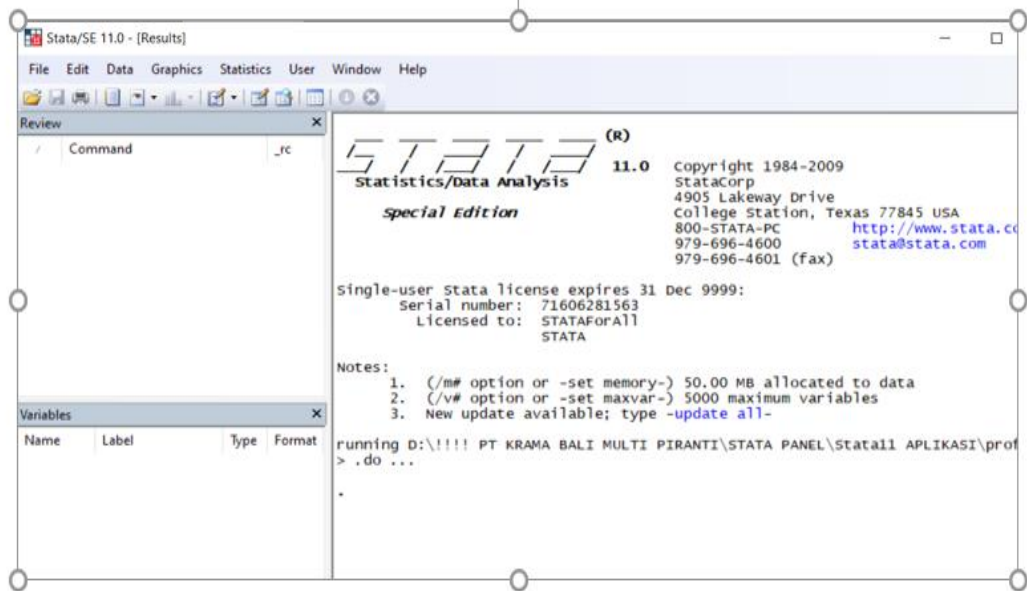 Stata/SE 11.0 - [Results]
File Edit Data Graphics Statistics User Window Help
Review
Command _rc
Variables
Name Label Type Format
STATA (R)
11.0 Copyright 1984-2009
Statistics/Data Analysis StataCorp
4905 Lakeway Drive
Special Edition College Station, Texas 77845 USA
800-STATA-PC http://www.stata.co
979-696-4600 stata@stata.com
979-696-4601 (fax)
Single-user Stata license expires 31 Dec 9999:
Serial number: 71606281563
Licensed to: STATAForAll
STATA
Notes:
1. (/m# option or -set memory-) 50.00 MB allocated to data
2. (/v# option or -set maxvar-) 5000 maximum variables
3. New update available; type -update all-
running D:\!!!! PT KRAMA BALI MULTI PIRANTI\STATA PANEL\Stata11 APLIKASI\prof
> .do ...
.